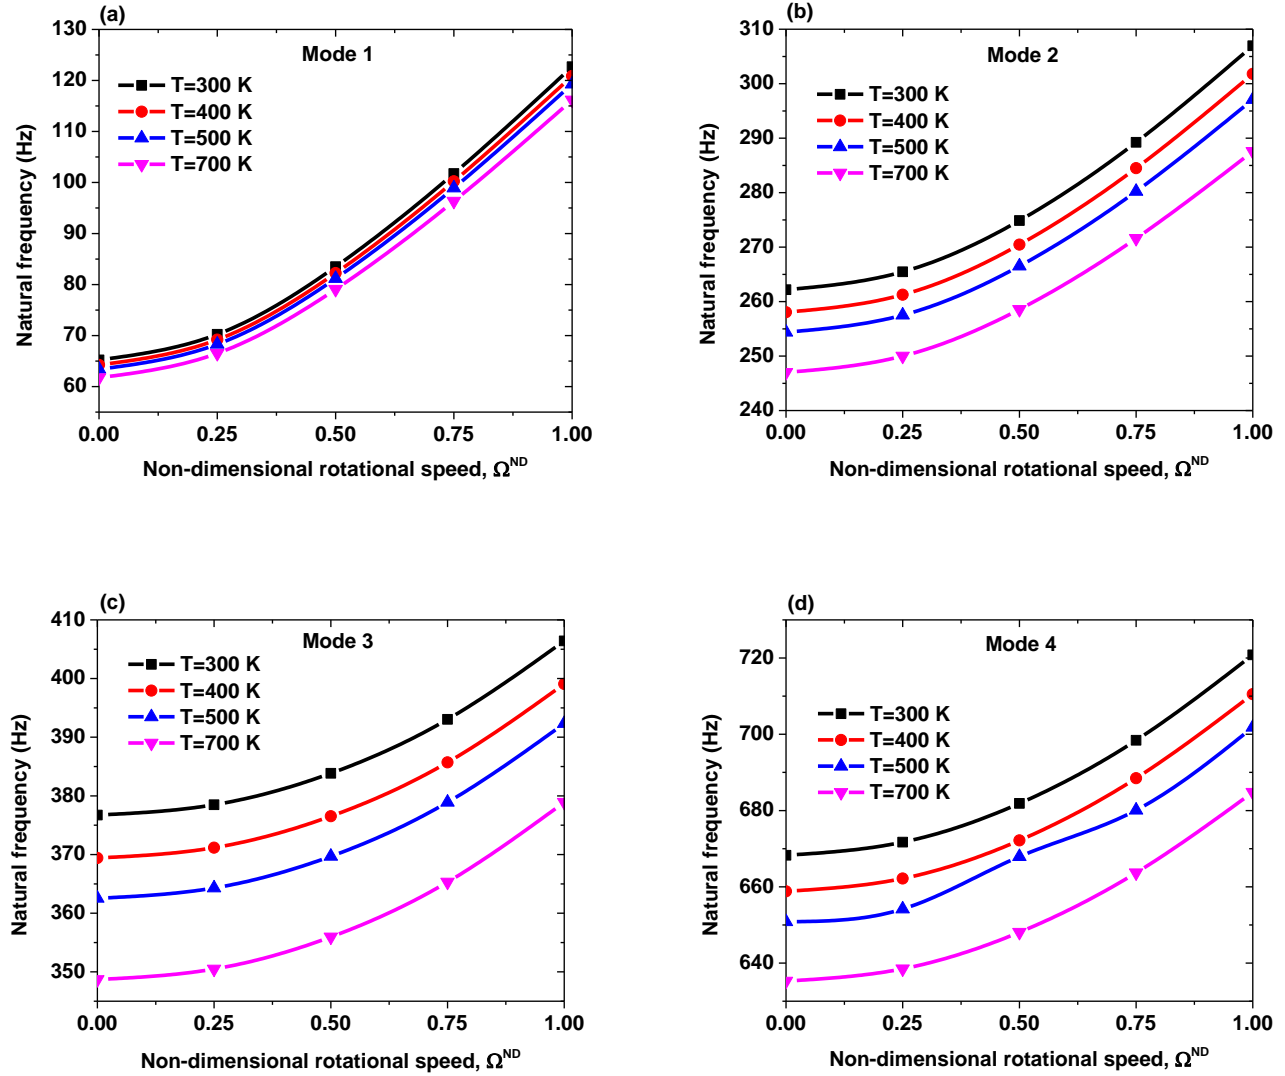 (a)
130
120
110
100
90
80
70
60
Natural frequency (Hz)
Mode 1
T=300 K
T=400 K
T=500 K
T=700 K
0.00 0.25 0.50 0.75 1.00
Non-dimensional rotational speed, Ω^ND
(b)
310
300
290
280
270
260
250
240
Natural frequency (Hz)
Mode 2
T=300 K
T=400 K
T=500 K
T=700 K
0.00 0.25 0.50 0.75 1.00
Non-dimensional rotational speed, Ω^ND
(c)
410
400
390
380
370
360
350
Natural frequency (Hz)
Mode 3
T=300 K
T=400 K
T=500 K
T=700 K
0.00 0.25 0.50 0.75 1.00
Non-dimensional rotational speed, Ω^ND
(d)
720
700
680
660
640
Natural frequency (Hz)
Mode 4
T=300 K
T=400 K
T=500 K
T=700 K
0.00 0.25 0.50 0.75 1.00
Non-dimensional rotational speed, Ω^ND